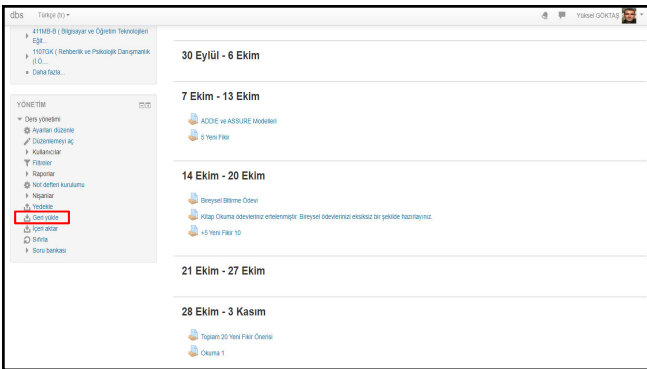 dbs
Türkçe (tr)
Yüksel GÖKTAŞ
411MB-B ( Bilgisayar ve Öğretim Teknolojileri
Eğit...
1107GK ( Rehberlik ve Psikolojik Danışmanlık
(İ.Ö....
Daha fazla...
YÖNETİM
Ders yönetimi
Ayarları düzenle
Düzenlemeyi aç
Kullanıcılar
Filtreler
Raporlar
Not defteri kurulumu
Nişanlar
Yedekle
Geri yükle
İçeri aktar
Sıfırla
Soru bankası
30 Eylül - 6 Ekim
7 Ekim - 13 Ekim
ADDIE ve ASSURE Modelleri
5 Yeni Fikir
14 Ekim - 20 Ekim
Bireysel Bitirme Ödevi
Kitap Okuma ödevleriniz ertelenmiştir. Bireysel ödevlerinizi eksiksiz bir şekilde hazırlayınız.
+5 Yeni Fikir 10
21 Ekim - 27 Ekim
28 Ekim - 3 Kasım
Toplam 20 Yeni Fikir Önerisi
Okuma 1